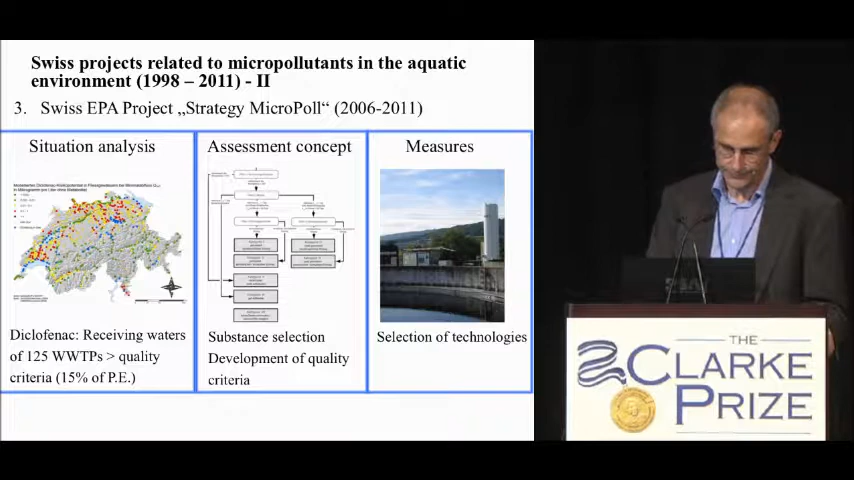 Swiss projects related to micropollutants in the aquatic
environment (1998 – 2011) - II
3. Swiss EPA Project „Strategy MicroPoll“ (2006-2011)
Situation analysis
Diclofenac: Receiving waters
of 125 WWTPs > quality
criteria (15% of P.E.)
Assessment concept
Substance selection
Development of quality
criteria
Measures
Selection of technologies
THE
CLARKE
PRIZE